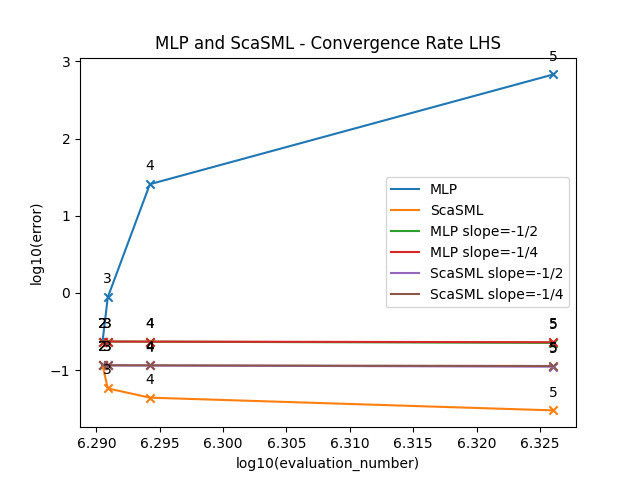 MLP and ScaSML - Convergence Rate LHS
log10(error)
3
2
1
0
−1
5
4
3
2 3 4 5
2 3 4 5
3
4
5
MLP
ScaSML
MLP slope=-1/2
MLP slope=-1/4
ScaSML slope=-1/2
ScaSML slope=-1/4
6.290 6.295 6.300 6.305 6.310 6.315 6.320 6.325
log10(evaluation_number)